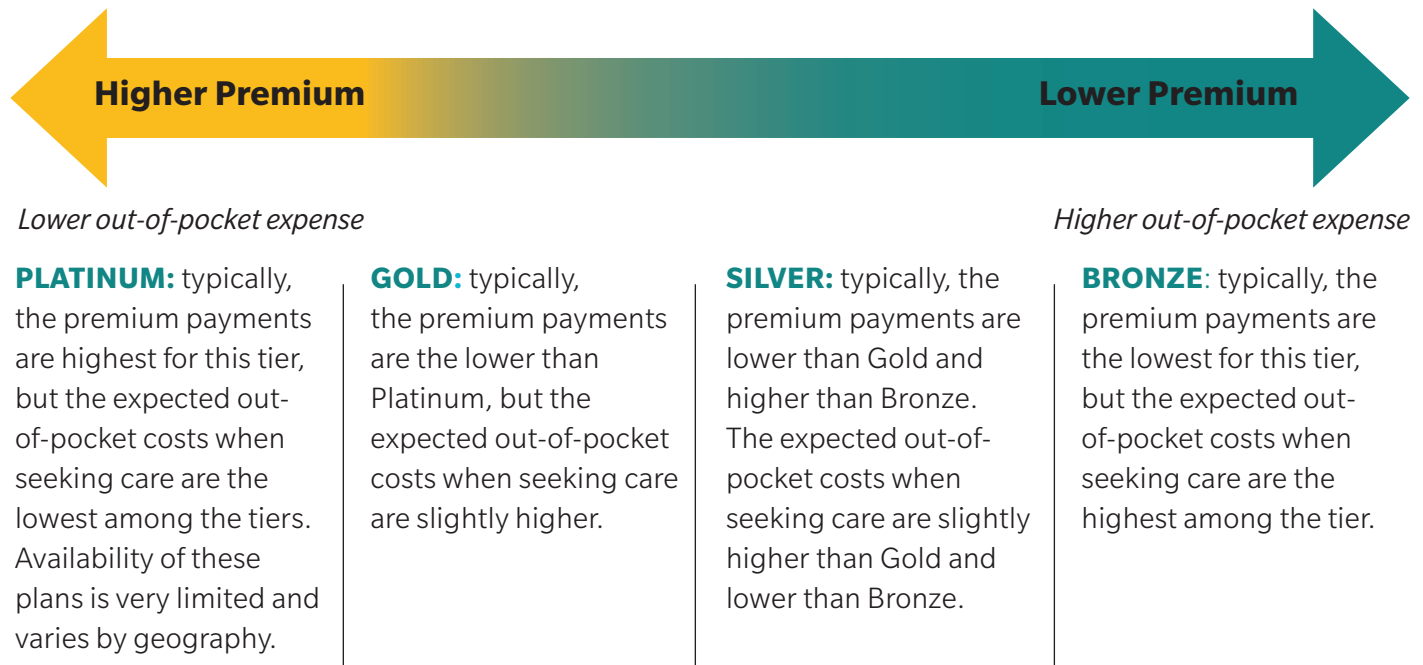 Higher Premium
Lower Premium
Lower out-of-pocket expense
Higher out-of-pocket expense
PLATINUM: typically,
the premium payments
are highest for this tier,
but the expected out-
of-pocket costs when
seeking care are the
lowest among the tiers.
Availability of these
plans is very limited and
varies by geography.
GOLD: typically,
the premium payments
are the lower than
Platinum, but the
expected out-of-pocket
costs when seeking care
are slightly higher.
SILVER: typically, the
premium payments are
lower than Gold and
higher than Bronze.
The expected out-of-
pocket costs when
seeking care are slightly
higher than Gold and
lower than Bronze.
BRONZE: typically, the
premium payments are
the lowest for this tier,
but the expected out-
of-pocket costs when
seeking care are the
highest among the tier.